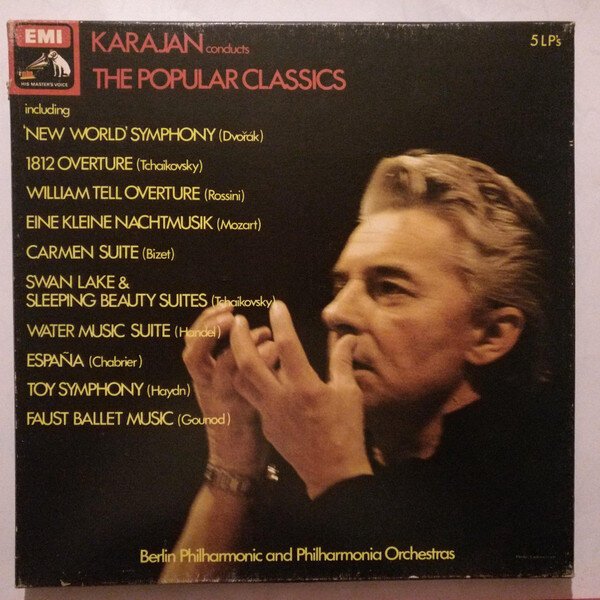 EMI
HIS MASTER'S VOICE
KARAJAN conducts
THE POPULAR CLASSICS
5 LP's
including
'NEW WORLD' SYMPHONY (Dvořák)
1812 OVERTURE (Tchaikovsky)
WILLIAM TELL OVERTURE (Rossini)
EINE KLEINE NACHTMUSIK (Mozart)
CARMEN SUITE (Bizet)
SWAN LAKE &
SLEEPING BEAUTY SUITES (Tchaikovsky)
WATER MUSIC SUITE (Handel)
ESPAÑA (Chabrier)
TOY SYMPHONY (Haydn)
FAUST BALLET MUSIC (Gounod)
Berlin Philharmonic and Philharmonia Orchestras